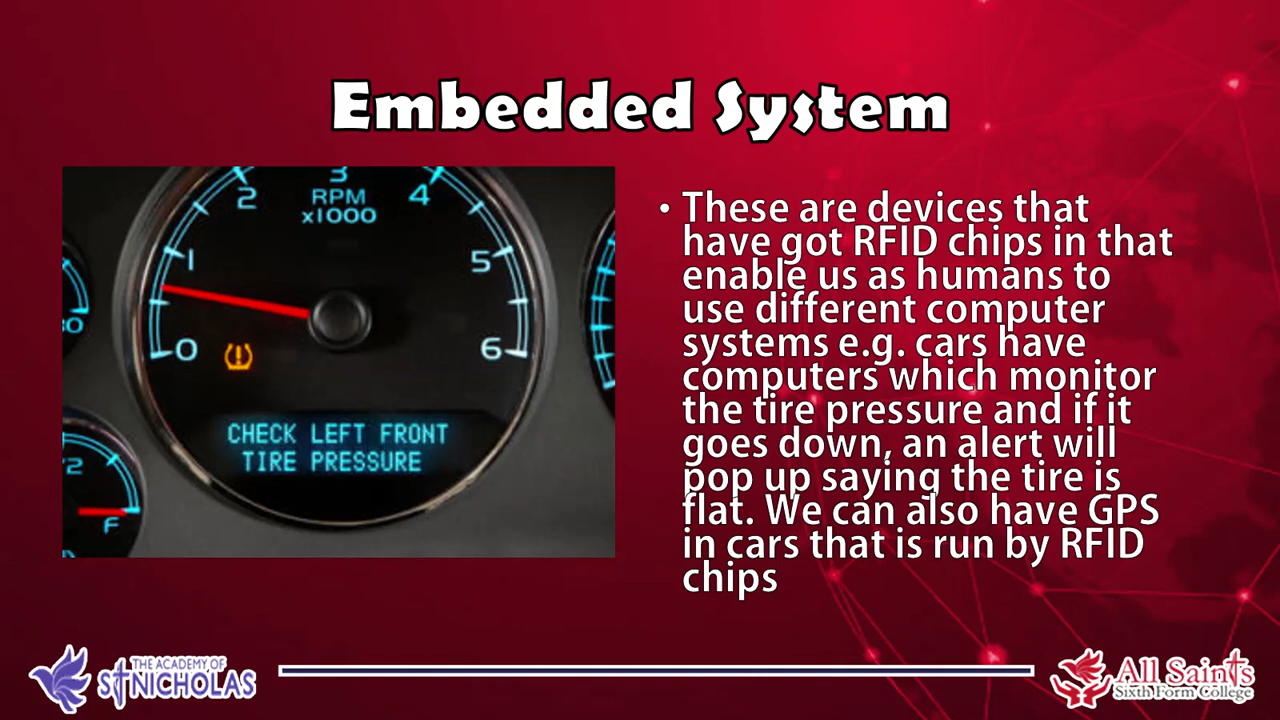 Embedded System
2
3
4
RPM
x1000
1
5
0
6
CHECK LEFT FRONT
TIRE PRESSURE
F
• These are devices that
have got RFID chips in that
enable us as humans to
use different computer
systems e.g. cars have
computers which monitor
the tire pressure and if it
goes down, an alert will
pop up saying the tire is
flat. We can also have GPS
in cars that is run by RFID
chips
THE ACADEMY OF
ST NICHOLAS
All Saints
Sixth Form College